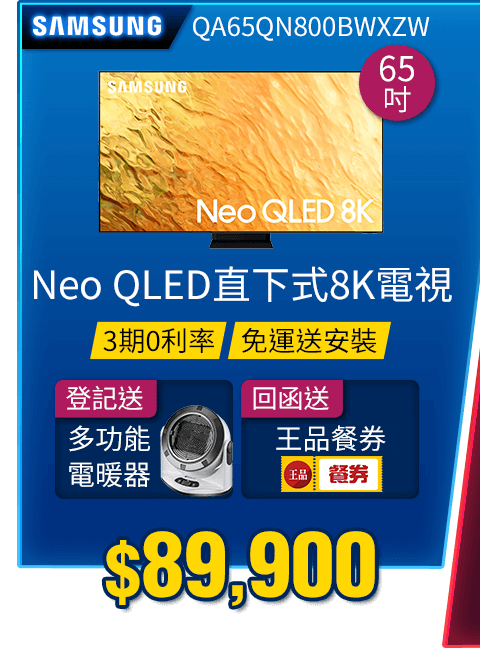 SAMSUNG QA65QN800BWXZW
65
吋
SAMSUNG
Neo QLED 8K
Neo QLED直下式8K電視
3期0利率 免運送安裝
登記送
多功能
電暖器
回函送
王品餐券
王品 餐券
$89,900